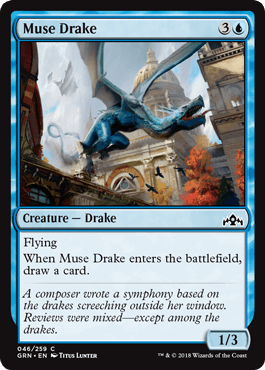 Muse Drake 3
Creature — Drake
Flying
When Muse Drake enters the battlefield,
draw a card.
A composer wrote a symphony based on
the drakes screeching outside her window.
Reviews were mixed—except among the
drakes.
1/3
046/259 C
GRN • EN Titus Lunter
™ & © 2018 Wizards of the Coast